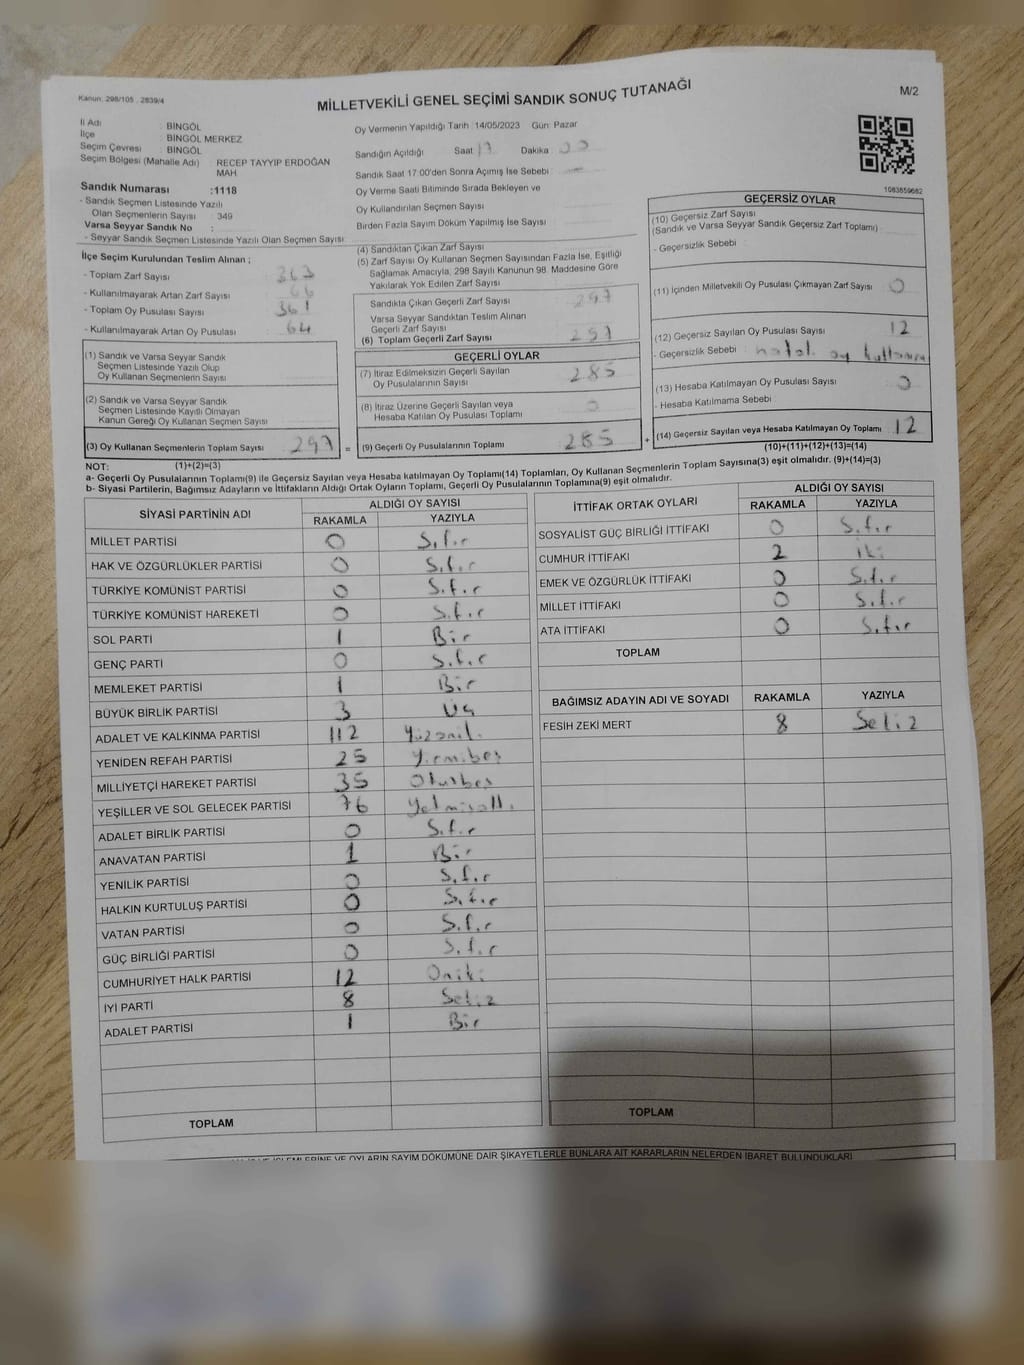 Kanun: 298/105 , 2839/4
MİLLETVEKİLİ GENEL SEÇİMİ SANDIK SONUÇ TUTANAĞI
M/2
İl Adı : BİNGÖL
İlçe : BİNGÖL MERKEZ
Seçim Çevresi : BİNGÖL
Seçim Bölgesi (Mahalle Adı) RECEP TAYYIP ERDOĞAN
MAH
Sandık Numarası :1118
- Sandık Seçmen Listesinde Yazılı
Olan Seçmenlerin Sayısı : 349
Varsa Seyyar Sandık No :
- Seyyar Sandık Seçmen Listesinde Yazılı Olan Seçmen Sayısı:
Oy Vermenin Yapıldığı Tarih :14/05/2023 Gün: Pazar
Sandığın Açıldığı Saat 17 Dakika
Sandık Saat 17:00'den Sonra Açımış İse Sebebi
Oy Verme Saati Bitiminde Sırada Bekleyen ve
Oy Kullandırılan Seçmen Sayısı
Birden Fazla Sayım Döküm Yapılmış İse Sayısı
1083859682
İlçe Seçim Kurulundan Teslim Alınan ;
- Toplam Zarf Sayısı : 363
- Kullanılmayarak Artan Zarf Sayısı : 66
- Toplam Oy Pusulası Sayısı : 361
- Kullanılmayarak Artan Oy Pusulası : 64
(4) Sandıktan Çıkan Zarf Sayısı
(5) Zarf Sayısı Oy Kullanan Seçmen Sayısından Fazla İse, Eşitliği
Sağlamak Amacıyla, 298 Sayılı Kanunun 98. Maddesine Göre
Yakılarak Yok Edilen Zarf Sayısı
Sandıkta Çıkan Geçerli Zarf Sayısı 297
Varsa Seyyar Sandıktan Teslim Alınan
Geçerli Zarf Sayısı
(6) Toplam Geçerli Zarf Sayısı 297
GEÇERSİZ OYLAR
(10) Geçersiz Zarf Sayısı
(Sandık ve Varsa Seyyar Sandık Geçersiz Zarf Toplamı)
- Geçersizlik Sebebi :
(11) İçinden Milletvekili Oy Pusulası Çıkmayan Zarf Sayısı 0
(12) Geçersiz Sayılan Oy Pusulası Sayısı 12
- Geçersizlik Sebebi : oy
(13) Hesaba Katılmayan Oy Pusulası Sayısı 0
- Hesaba Katılmama Sebebi :
(14) Geçersiz Sayılan veya Hesaba Katılmayan Oy Toplamı 12
(10)+(11)+(12)+(13)=(14)
(1) Sandık ve Varsa Seyyar Sandık
Seçmen Listesinde Yazılı Olup
Oy Kullanan Seçmenlerin Sayısı
(2) Sandık ve Varsa Seyyar Sandık
Seçmen Listesinde Kayıtlı Olmayan
Kanun Gereği Oy Kullanan Seçmen Sayısı
(3) Oy Kullanan Seçmenlerin Toplam Sayısı 297 =
GEÇERLİ OYLAR
(7) İtiraz Edilmeksizin Geçerli Sayılan
Oy Pusulalarının Sayısı 285
(8) İtiraz Üzerine Geçerli Sayılan veya
Hesaba Katılan Oy Pusulası Toplamı 0
(9) Geçerli Oy Pusulalarının Toplamı 285 +
NOT: (1)+(2)=(3)
a- Geçerli Oy Pusulalarının Toplamı(9) ile Geçersiz Sayılan veya Hesaba katılmayan Oy Toplamı(14) Toplamları, Oy Kullanan Seçmenlerin Toplam Sayısına(3) eşit olmalıdır. (9)+(14)=(3)
b- Siyasi Partilerin, Bağımsız Adayların ve İttifakların Aldığı Ortak Oyların Toplamı, Geçerli Oy Pusulalarının Toplamına(9) eşit olmalıdır.
SİYASİ PARTİNİN ADI ALDIĞI OY SAYISI
RAKAMLA YAZIYLA
MİLLET PARTİSİ 0 Sıfır
HAK VE ÖZGÜRLÜKLER PARTİSİ 0 Sıfır
TÜRKİYE KOMÜNİST PARTİSİ 0 Sıfır
TÜRKİYE KOMÜNİST HAREKETİ 0 Sıfır
SOL PARTİ 1 Bir
GENÇ PARTİ 0 Sıfır
MEMLEKET PARTİSİ 1 Bir
BÜYÜK BİRLİK PARTİSİ 3 Üç
ADALET VE KALKINMA PARTİSİ 112 Yüzoniki
YENİDEN REFAH PARTİSİ 25 Yirmibeş
MİLLİYETÇİ HAREKET PARTİSİ 35 Otuzbeş
YEŞİLLER VE SOL GELECEK PARTİSİ 76 Yetmişaltı
ADALET BİRLİK PARTİSİ 0 Sıfır
ANAVATAN PARTİSİ 1 Bir
YENİLİK PARTİSİ 0 Sıfır
HALKIN KURTULUŞ PARTİSİ 0 Sıfır
VATAN PARTİSİ 0 Sıfır
GÜÇ BİRLİĞİ PARTİSİ 0 Sıfır
CUMHURİYET HALK PARTİSİ 12 Oniki
İYİ PARTİ 8 Sekiz
ADALET PARTİSİ 1 Bir
TOPLAM
İTTİFAK ORTAK OYLARI ALDIĞI OY SAYISI
RAKAMLA YAZIYLA
SOSYALİST GÜÇ BİRLİĞİ İTTİFAKI 0 Sıfır
CUMHUR İTTİFAKI 2 iki
EMEK VE ÖZGÜRLÜK İTTİFAKI 0 Sıfır
MİLLET İTTİFAKI 0 Sıfır
ATA İTTİFAKI 0 Sıfır
TOPLAM
BAĞIMSIZ ADAYIN ADI VE SOYADI RAKAMLA YAZIYLA
FESİH ZEKİ MERT 8 Sekiz
TOPLAM
İŞLEMLERİNE VE OYLARIN SAYIM DÖKÜMÜNE DAİR ŞİKAYETLERLE BUNLARA AİT KARARLARIN NELERDEN İBARET BULUNDUKLARI